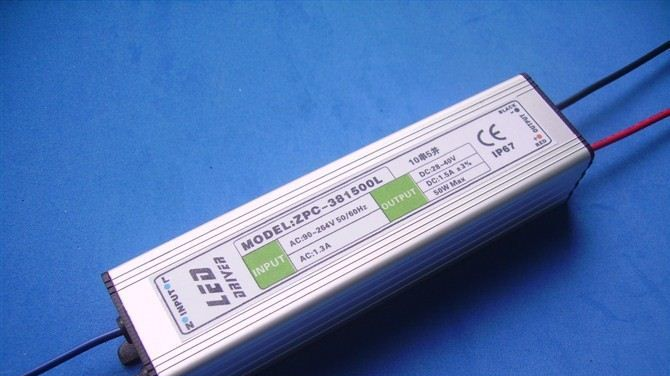 LED
DRIVER
N INPUT L
MODEL:ZPC-381500L
INPUT
AC:90-264V 50/60Hz
AC:1.3A
10串5并
OUTPUT
DC:28-40V
DC:1.5A ±3%
50W Max
CE
IP67
BLACK
OUTPUT
RED